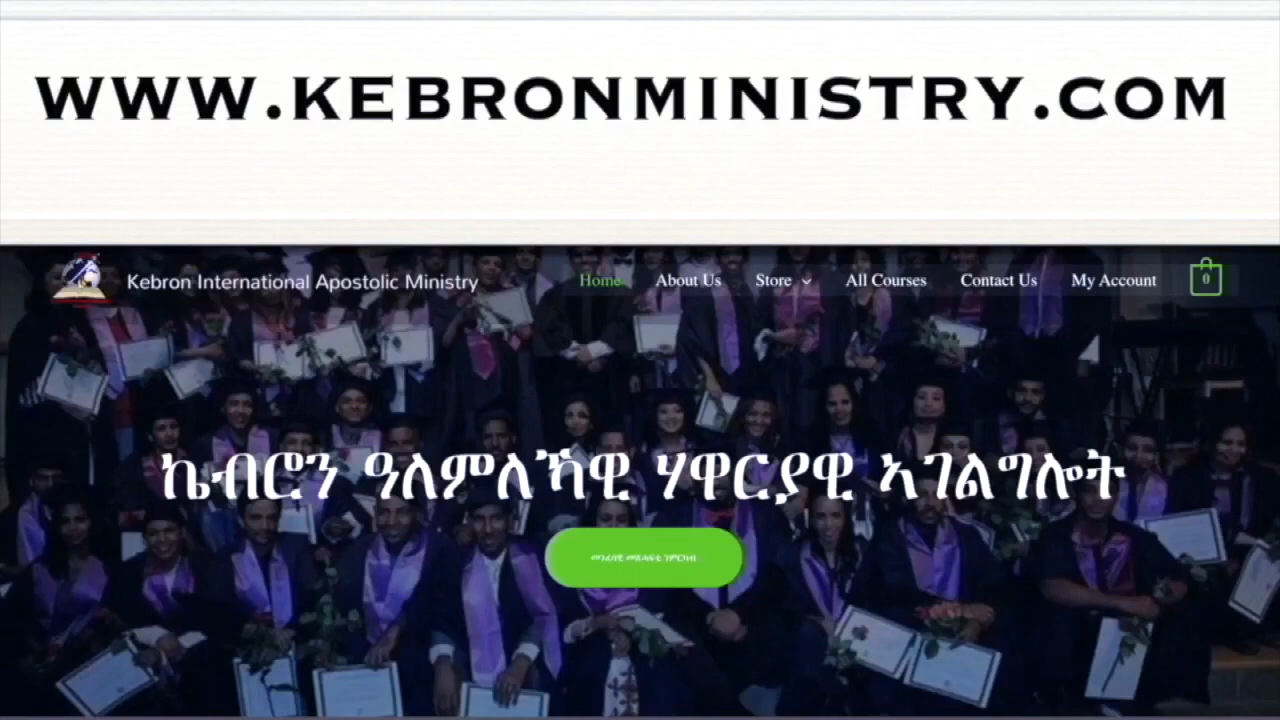 WWW.KEBRONMINISTRY.COM
Kebron International Apostolic Ministry
Home About Us Store All Courses Contact Us My Account 0
ኬብሮን ዓለምለኻዊ ሃዋርያዊ ኣገልግሎት